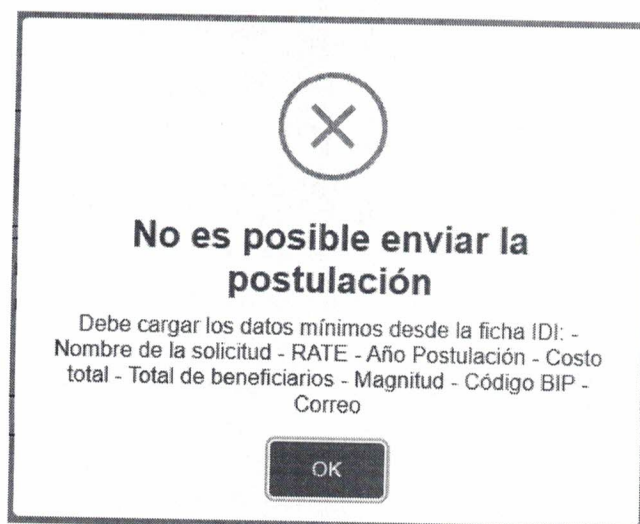 No es posible enviar la
postulación
Debe cargar los datos mínimos desde la ficha IDI: -
Nombre de la solicitud - RATE - Año Postulación - Costo
total - Total de beneficiarios - Magnitud - Código BIP -
Correo
OK